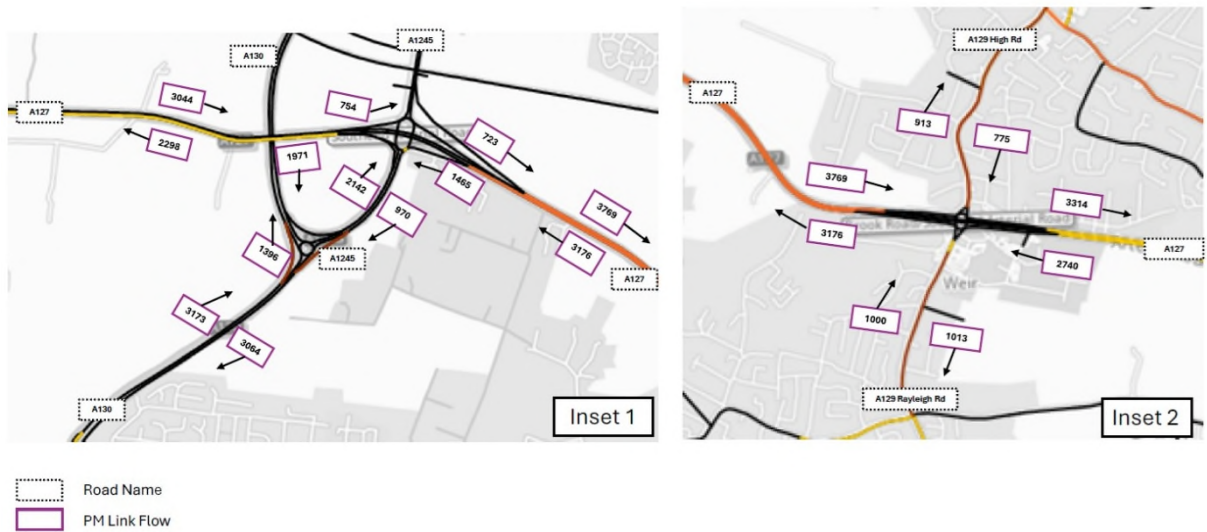 A1245
A130
A127
3044
754
2298
1971
2142
1465
723
970
3769
3176
1396
A1245
A127
3173
3064
A130
Inset 1
A129 High Rd
A127
913
775
3769
3314
3176
Road
A127
2740
Weir
1000
1013
A129 Rayleigh Rd
Inset 2
Road Name
PM Link Flow